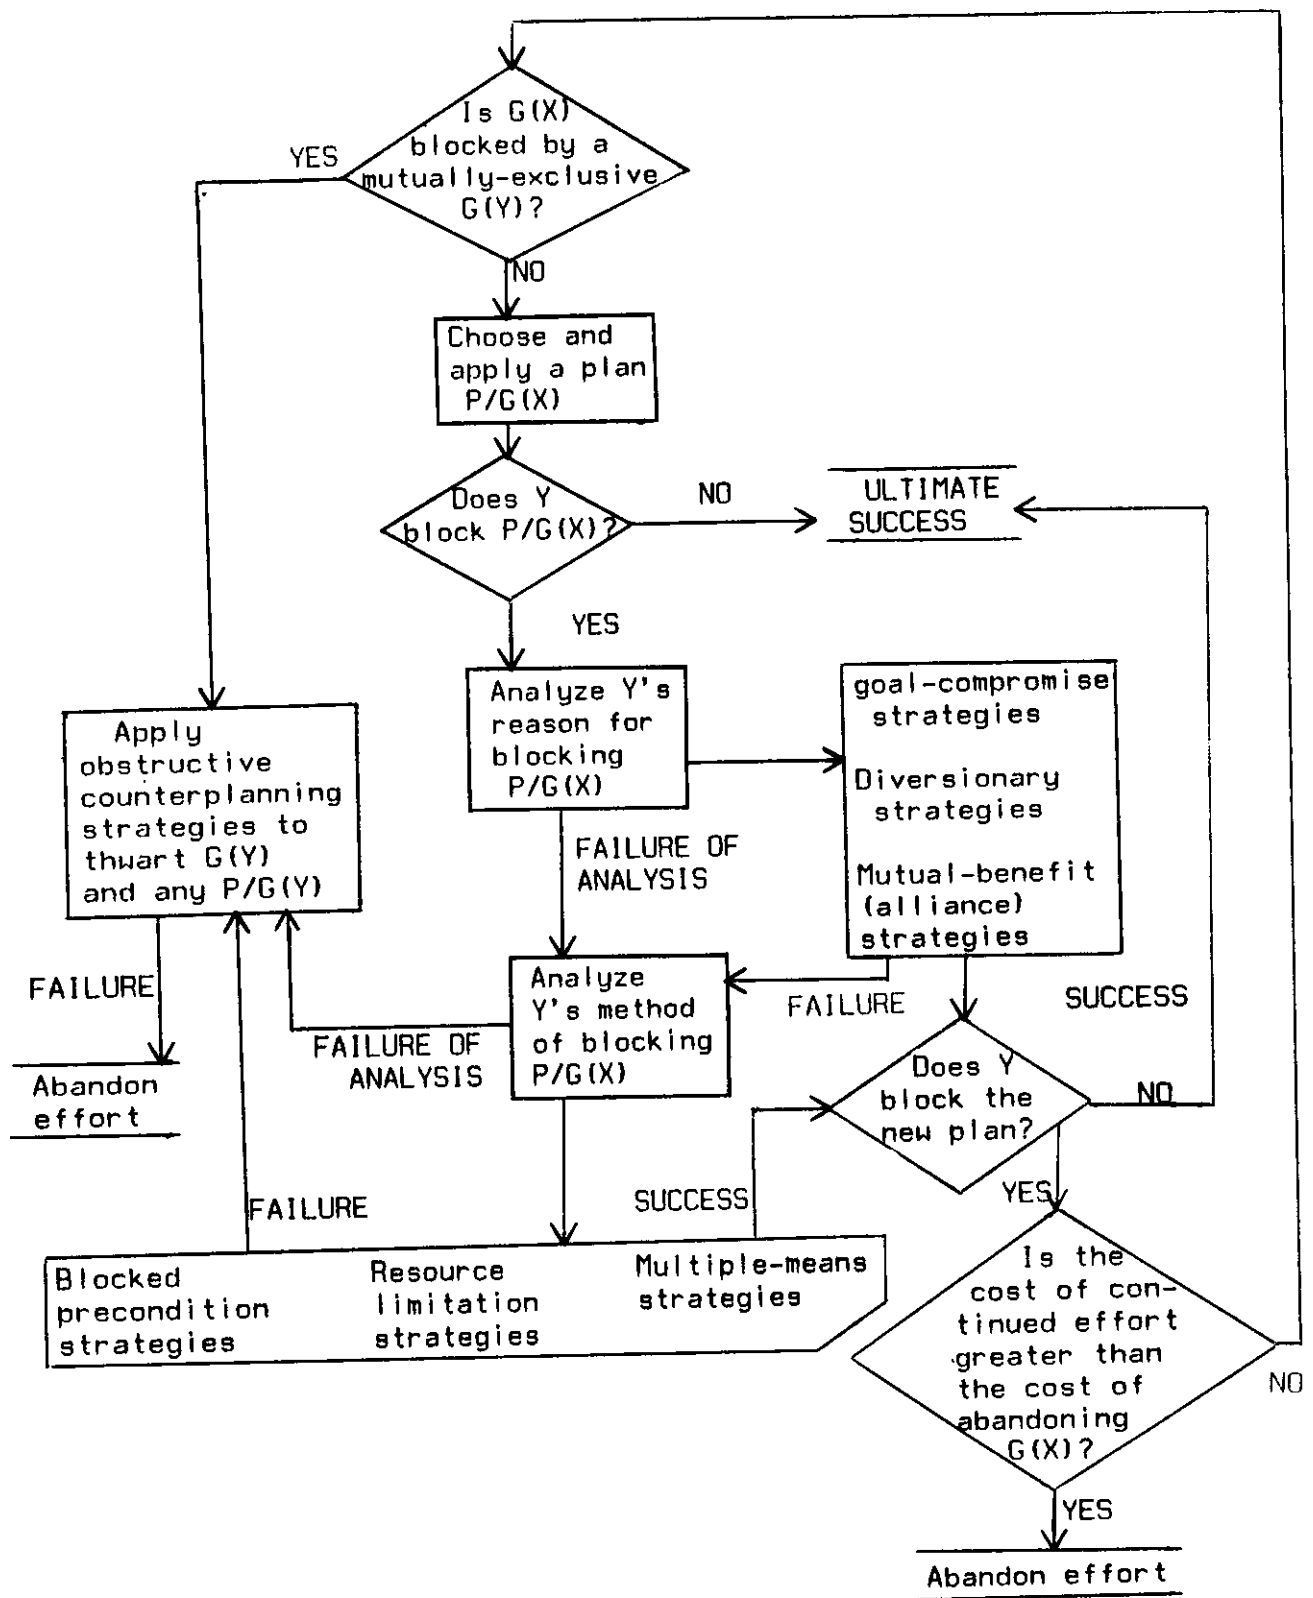 Is G(X)
blocked by a
mutually-exclusive
G(Y)?
YES
NO
Choose and
apply a plan
P/G(X)
Does Y
block P/G(X)?
NO
ULTIMATE
SUCCESS
YES
Analyze Y's
reason for
blocking
P/G(X)
goal-compromise
strategies
Diversionary
strategies
Mutual-benefit
(alliance)
strategies
Apply
obstructive
counterplanning
strategies to
thwart G(Y)
and any P/G(Y)
FAILURE OF
ANALYSIS
FAILURE
Abandon
effort
FAILURE OF
ANALYSIS
Analyze
Y's method
of blocking
P/G(X)
FAILURE
SUCCESS
Does Y
block the
new plan?
NO
YES
FAILURE
SUCCESS
Blocked
precondition
strategies
Resource
limitation
strategies
Multiple-means
strategies
Is the
cost of con-
tinued effort
greater than
the cost of
abandoning
G(X)?
NO
YES
Abandon effort